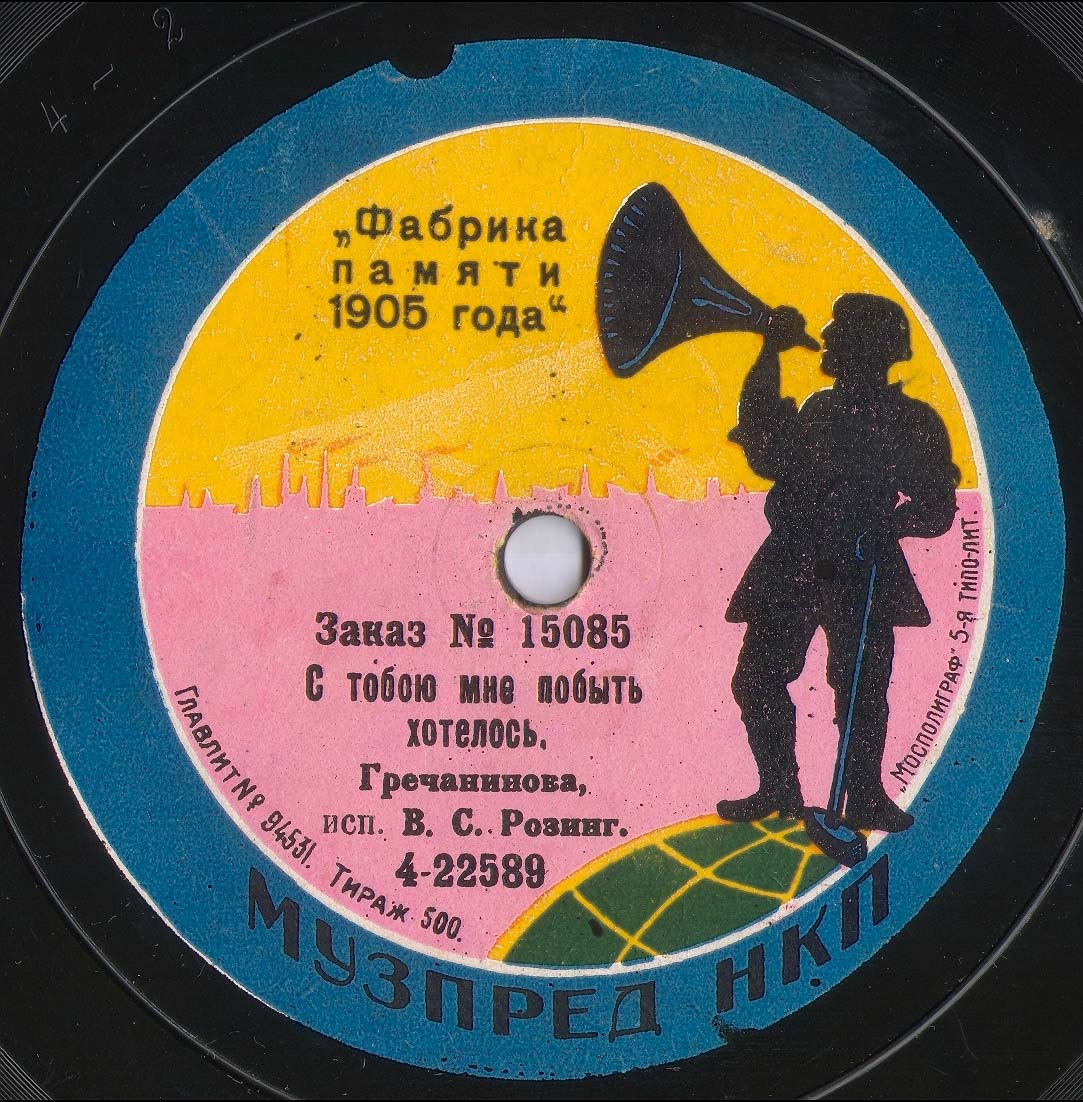 „Фабрика
памяти
1905 года“
Заказ № 15085
С тобою мне побыть
хотелось,
Гречанинова,
исп. В. С. Розинг.
4-22589
Главлит № 94531. Тираж 500.
„Мосполиграф“ 5-я типо-лит.
МУЗПРЕД НКП
2
4 -